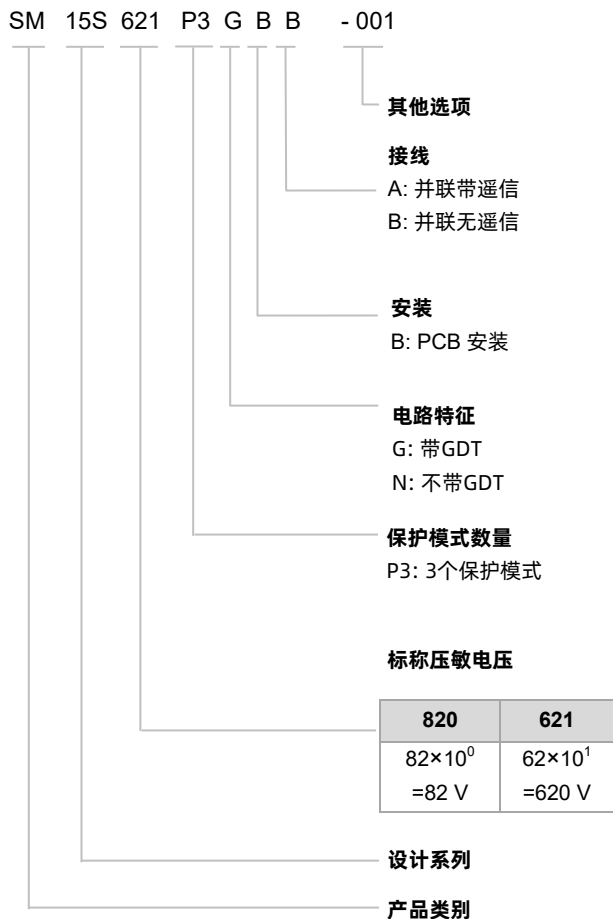 SM 15S 621 P3 G B B - 001
其他选项
接线
A: 并联带遥信
B: 并联无遥信
安装
B: PCB 安装
电路特征
G: 带GDT
N: 不带GDT
保护模式数量
P3: 3个保护模式
标称压敏电压
820 621
82×10⁰ 62×10¹
=82 V =620 V
设计系列
产品类别